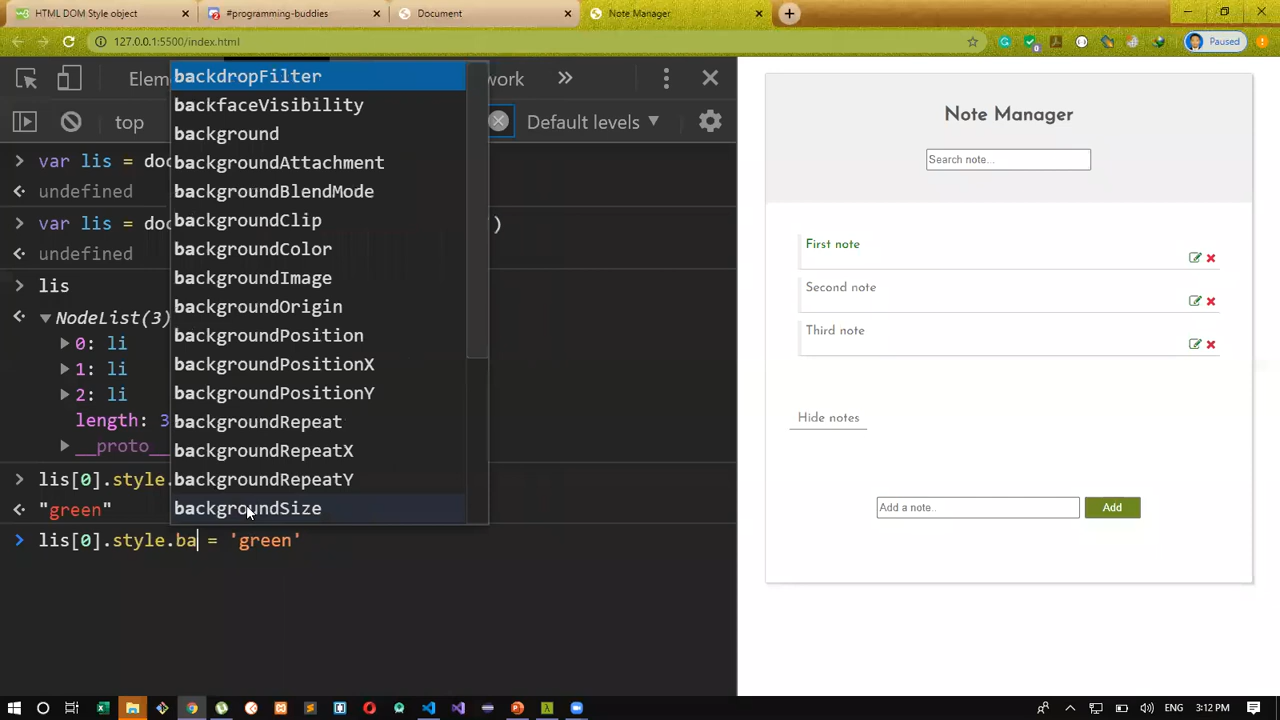 HTML DOM Style object
#programming-buddies
Document
Note Manager
127.0.0.1:5500/index.html
Paused
Elem
work
top
Default levels
var lis = doc
undefined
var lis = doc
)
undefined
lis
NodeList(3)
0: li
1: li
2: li
length: 3
__proto_
lis[0].style.
"green"
lis[0].style.ba = 'green'
backdropFilter
backfaceVisibility
background
backgroundAttachment
backgroundBlendMode
backgroundClip
backgroundColor
backgroundImage
backgroundOrigin
backgroundPosition
backgroundPositionX
backgroundPositionY
backgroundRepeat
backgroundRepeatX
backgroundRepeatY
backgroundSize
Note Manager
Search note...
First note
Second note
Third note
Hide notes
Add a note..
Add
ENG
3:12 PM